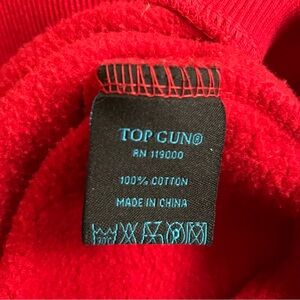 TOP GUN®
RN 119000
100% COTTON
MADE IN CHINA